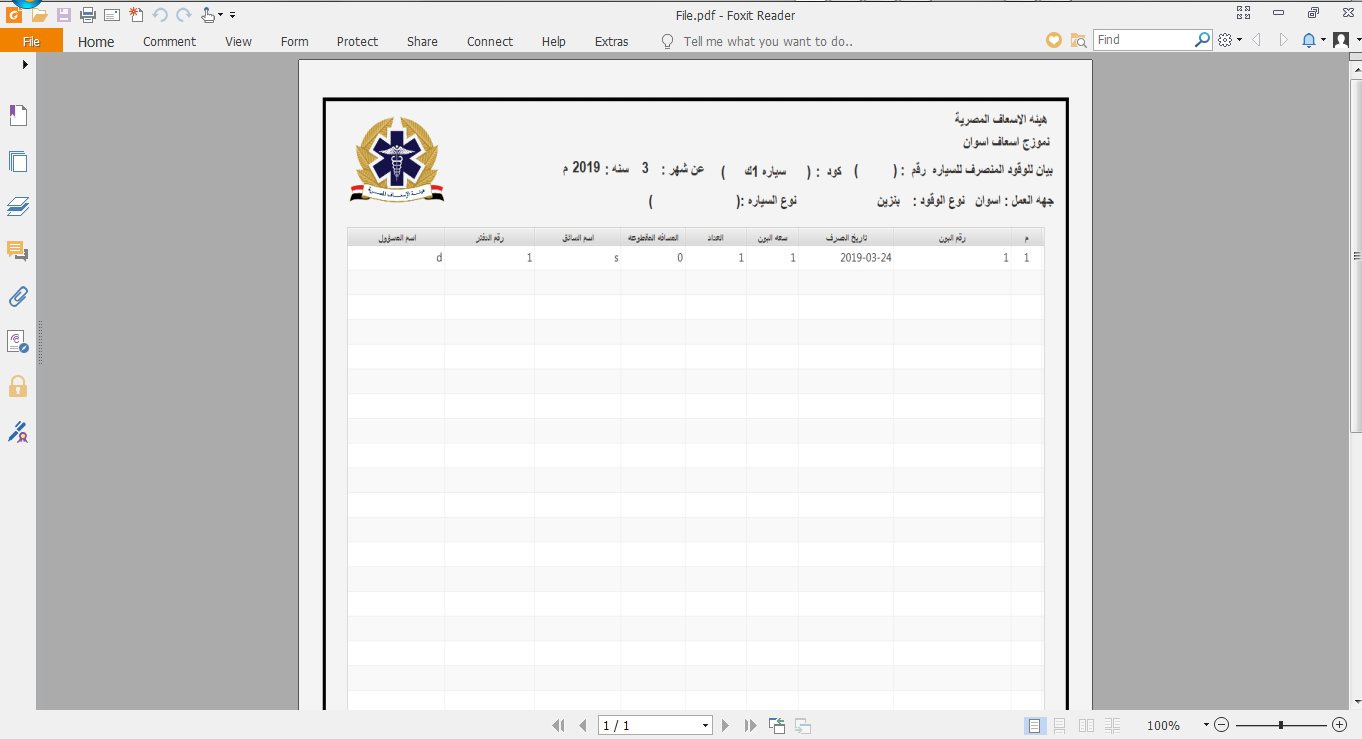 File.pdf - Foxit Reader
File Home Comment View Form Protect Share Connect Help Extras Tell me what you want to do.. Find
هيئه الاسعاف المصرية
نموزج اسعاف اسوان
بيان للوقود المنصرف للسياره رقم : ( ) كود : ( سياره 1ك ) عن شهر : 3 سنه : 2019 م
جهه العمل : اسوان نوع الوقود : بنزين نوع السياره :( )
هيئة الإسعاف المصرية
م رقم البون تاريخ الصرف سعه البون العداد المسافه المقطوعه اسم السائق رقم الدفتر اسم المسؤول
1 1 2019-03-24 1 1 0 s 1 d
1 / 1 100%